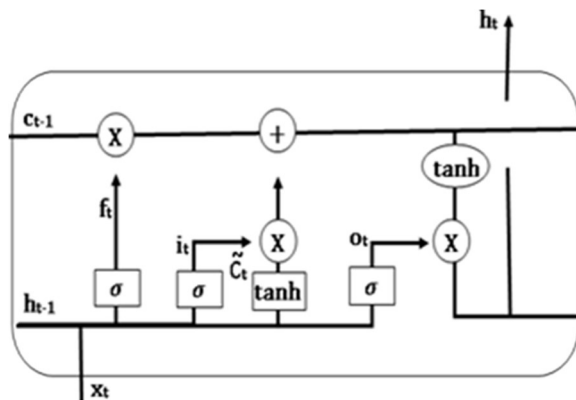 hₜ
cₜ₋₁
X
+
tanh
fₜ
iₜ
C̃ₜ
X
oₜ
X
σ
σ
tanh
σ
hₜ₋₁
xₜ